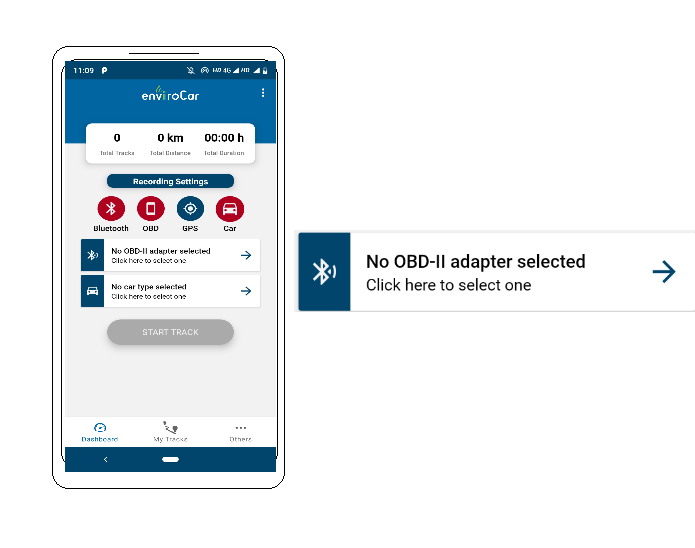 11:09 P HD 4G HD
enviroCar
0 0 km 00:00 h
Total Tracks Total Distance Total Duration
Recording Settings
Bluetooth OBD GPS Car
No OBD-II adapter selected
Click here to select one
No car type selected
Click here to select one
START TRACK
Dashboard My Tracks Others
No OBD-II adapter selected
Click here to select one